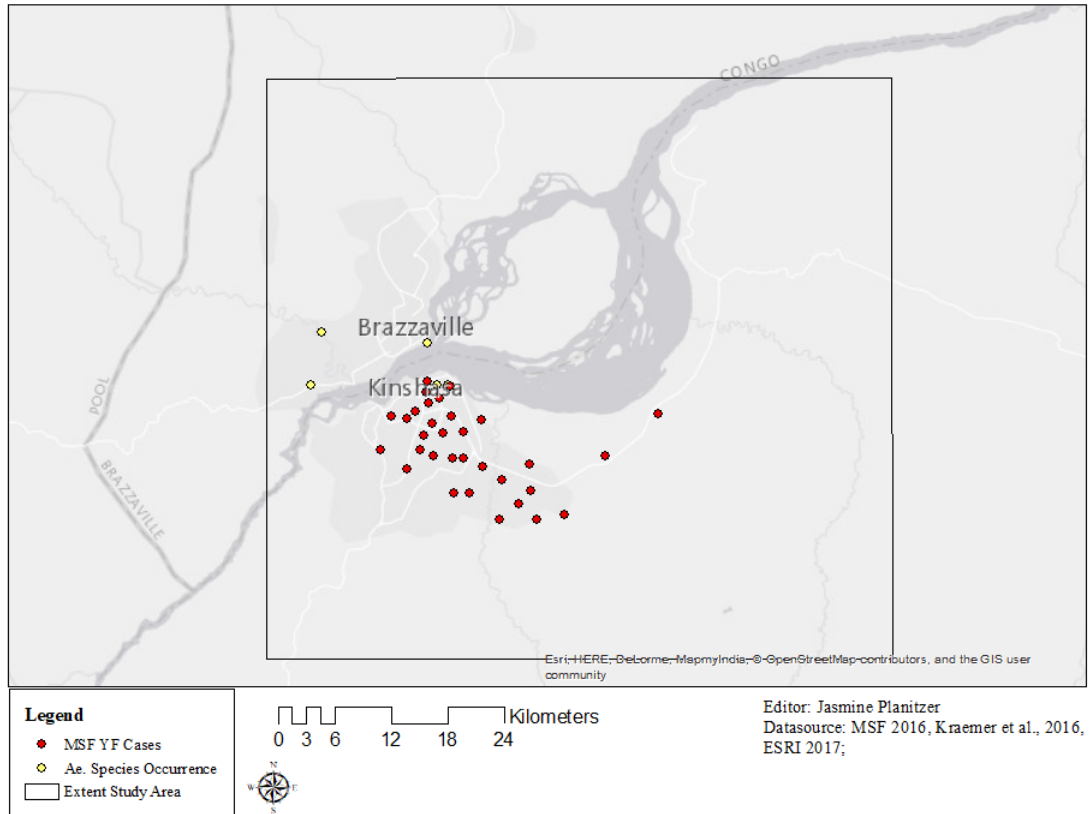 CONGO
Brazzaville
Kinshasa
POOL
BRAZZAVILLE
Esri, HERE, DeLorme, MapmyIndia, © OpenStreetMap contributors, and the GIS user
community
Legend
MSF YF Cases
Ae. Species Occurrence
Extent Study Area
Kilometers
0 3 6 12 18 24
N
W E
S
Editor: Jasmine Planitzer
Datasource: MSF 2016, Kraemer et al., 2016,
ESRI 2017;